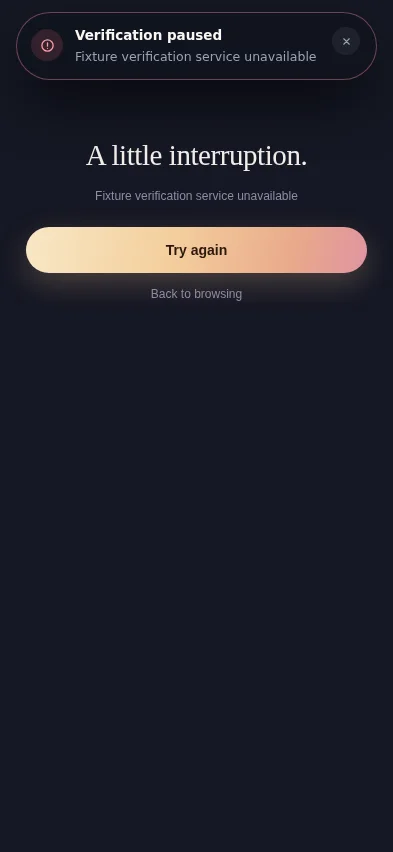 Verification paused
Fixture verification service unavailable
A little interruption.
Fixture verification service unavailable
Try again
Back to browsing